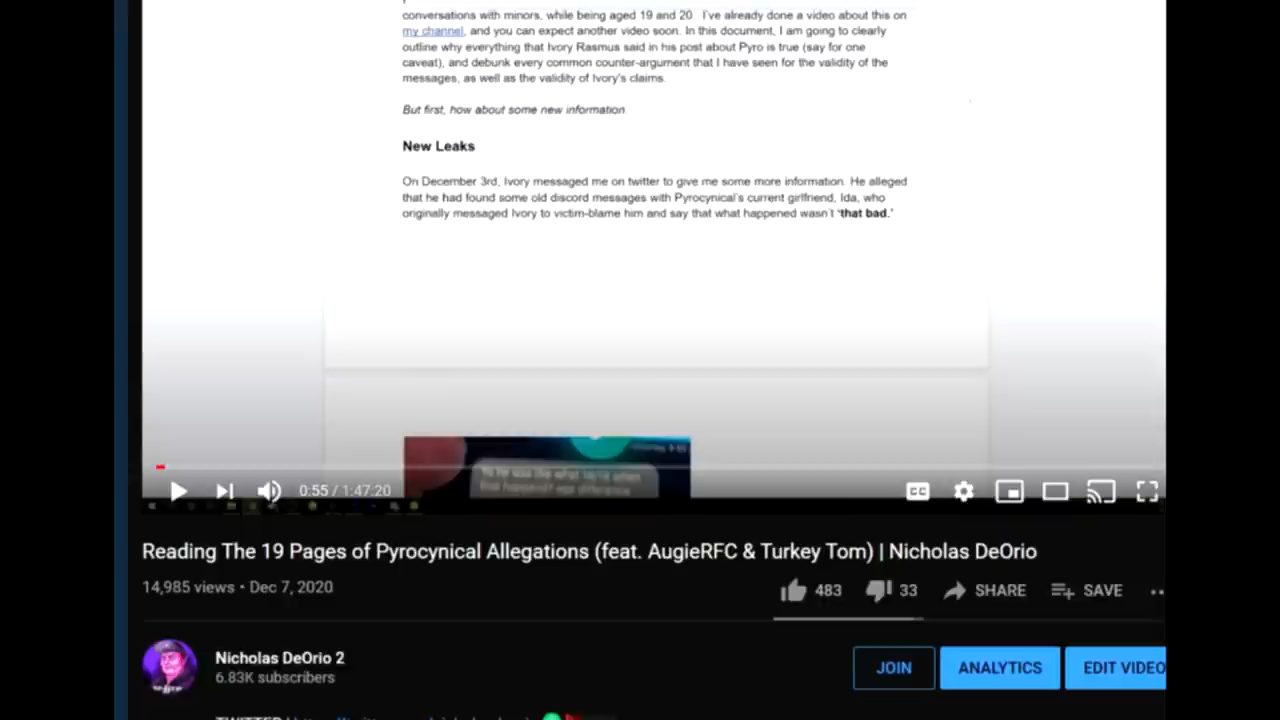 conversations with minors, while being aged 19 and 20 I've already done a video about this on
my channel, and you can expect another video soon. In this document, I am going to clearly
outline why everything that Ivory Rasmus said in his post about Pyro is true (say for one
caveat), and debunk every common counter-argument that I have seen for the validity of the
messages, as well as the validity of Ivory's claims.
But first, how about some new information.
New Leaks
On December 3rd, Ivory messaged me on twitter to give me some more information. He alleged
that he had found some old discord messages with Pyrocynical's current girlfriend, Ida, who
originally messaged Ivory to victim-blame him and say that what happened wasn't 'that bad.'
that happened? age difference
0:55 / 1:47:20
CC
Reading The 19 Pages of Pyrocynical Allegations (feat. AugieRFC & Turkey Tom) | Nicholas DeOrio
14,985 views • Dec 7, 2020
483 33 SHARE SAVE
Nicholas DeOrio 2
6.83K subscribers
JOIN ANALYTICS EDIT VIDEO